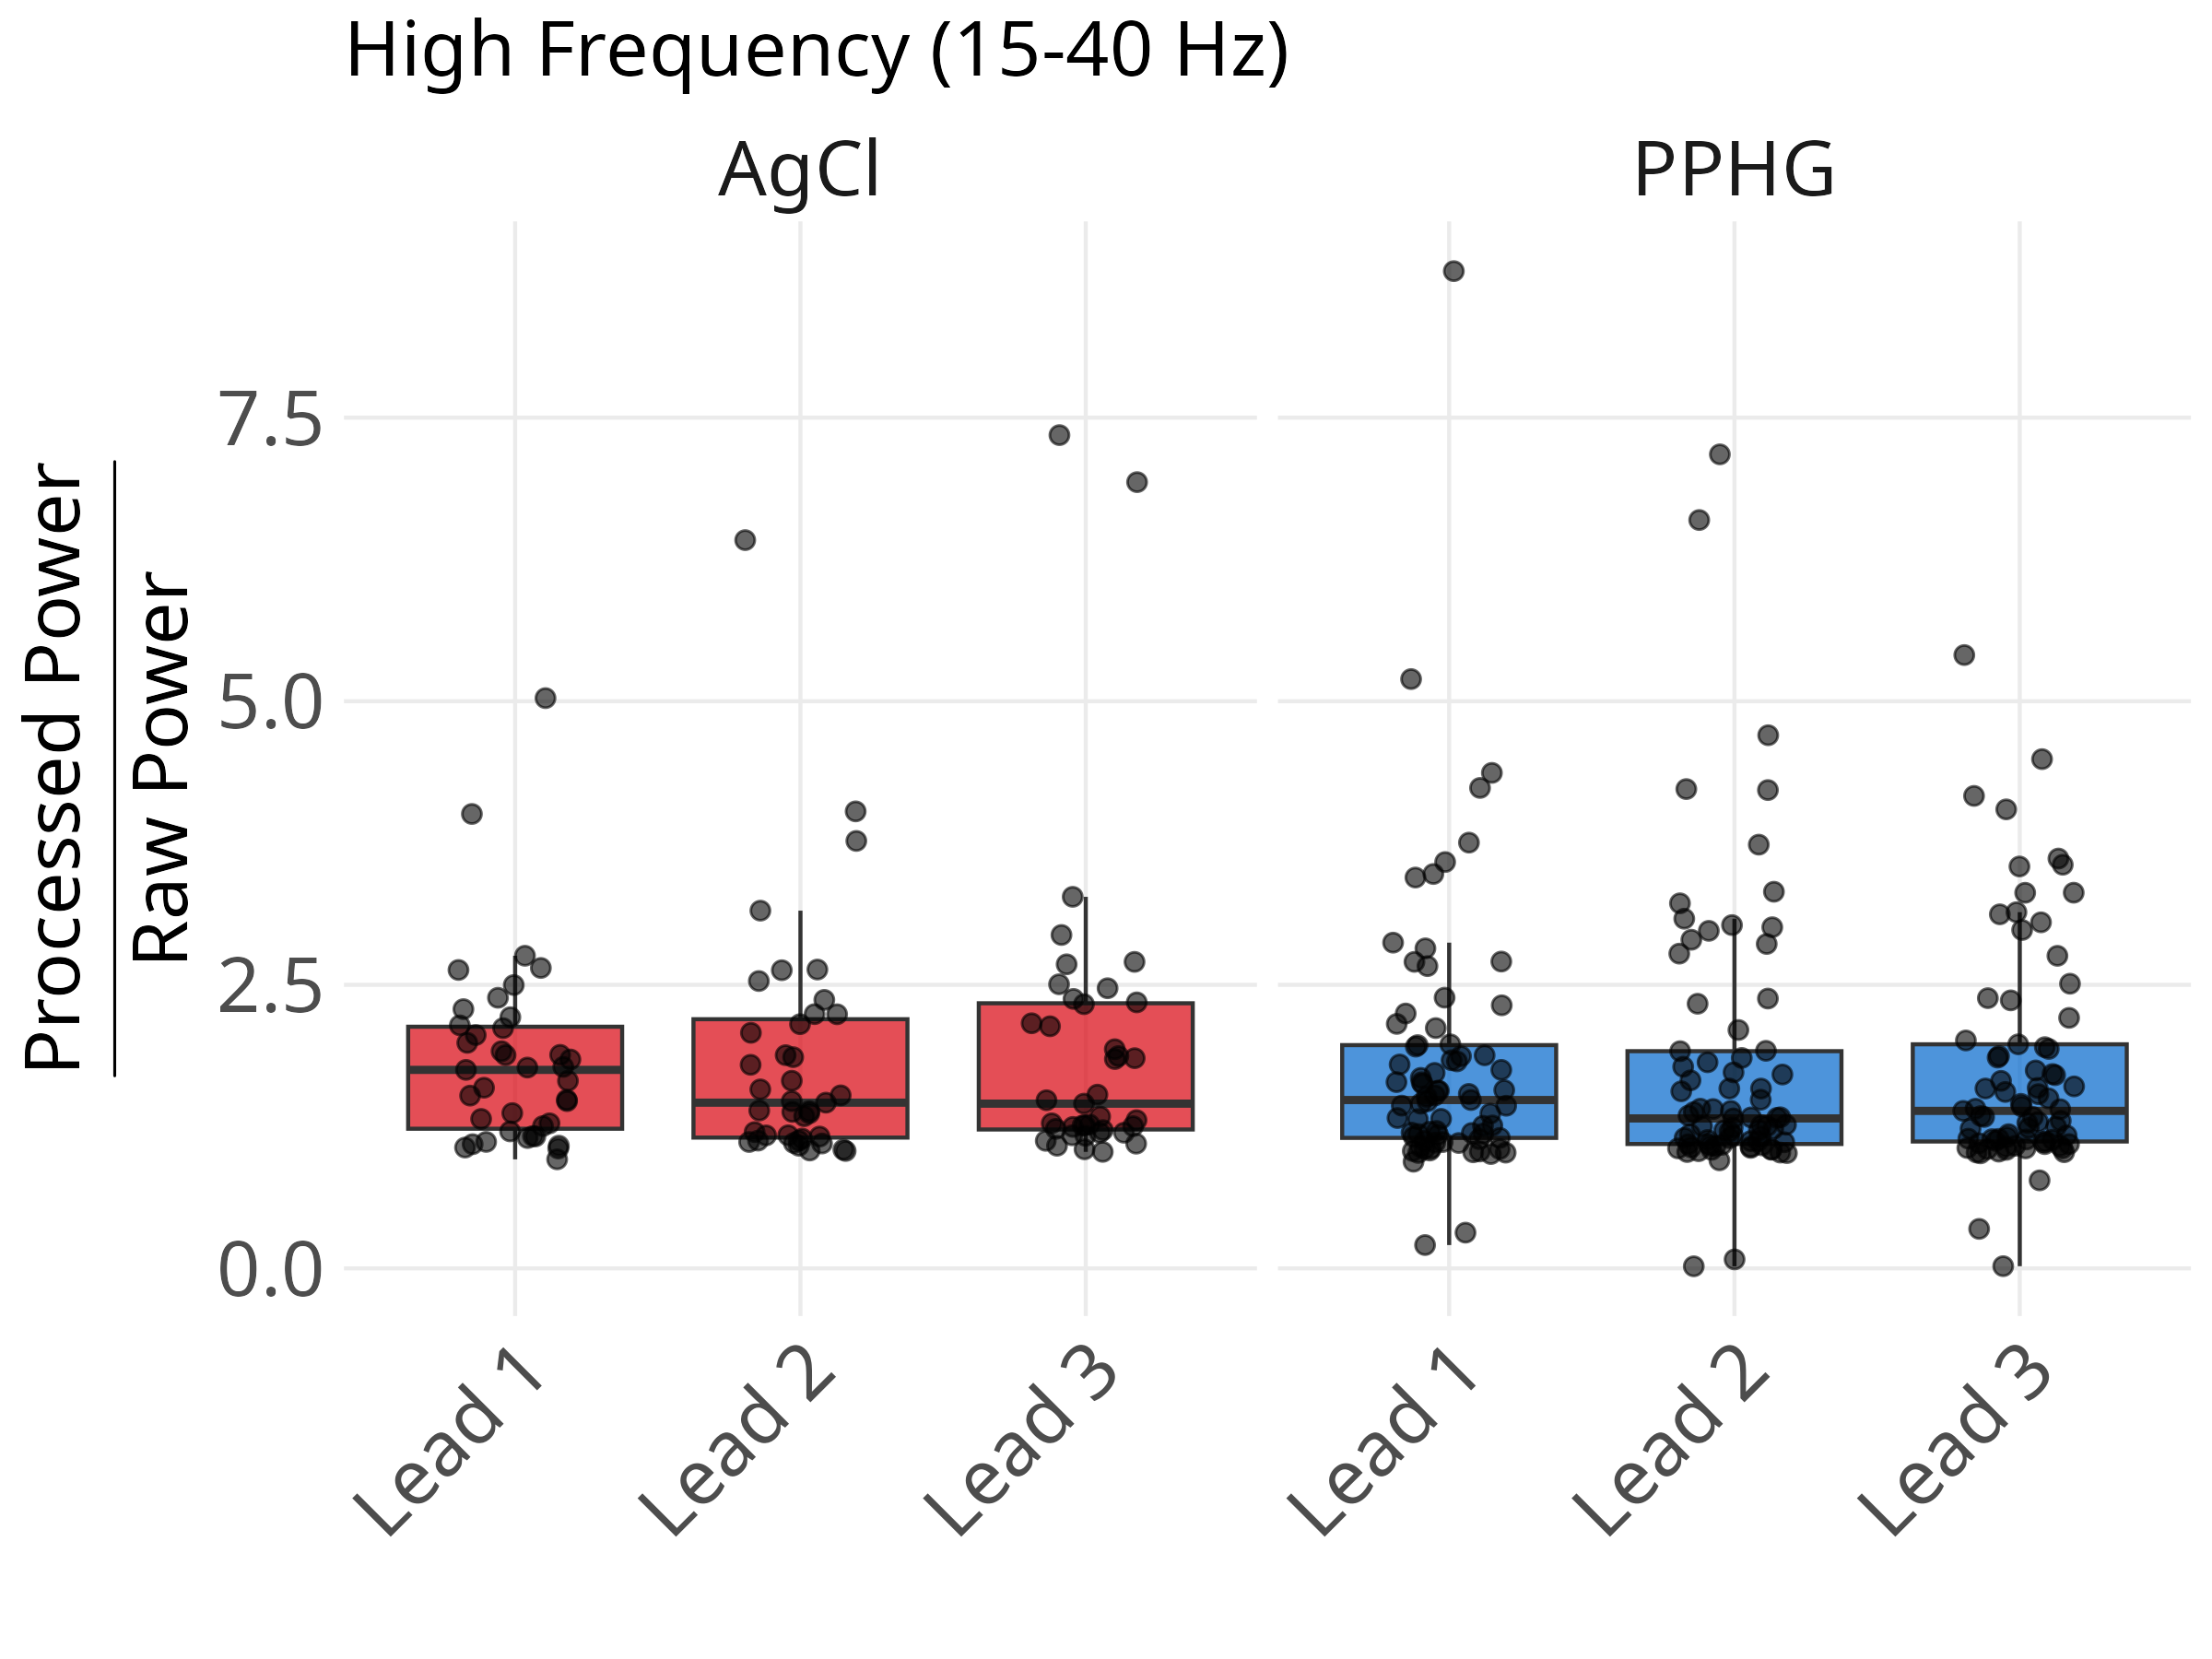 High Frequency (15-40 Hz)
AgCl
PPHG
Processed Power
Raw Power
7.5
5.0
2.5
0.0
Lead 1
Lead 2
Lead 3
Lead 1
Lead 2
Lead 3